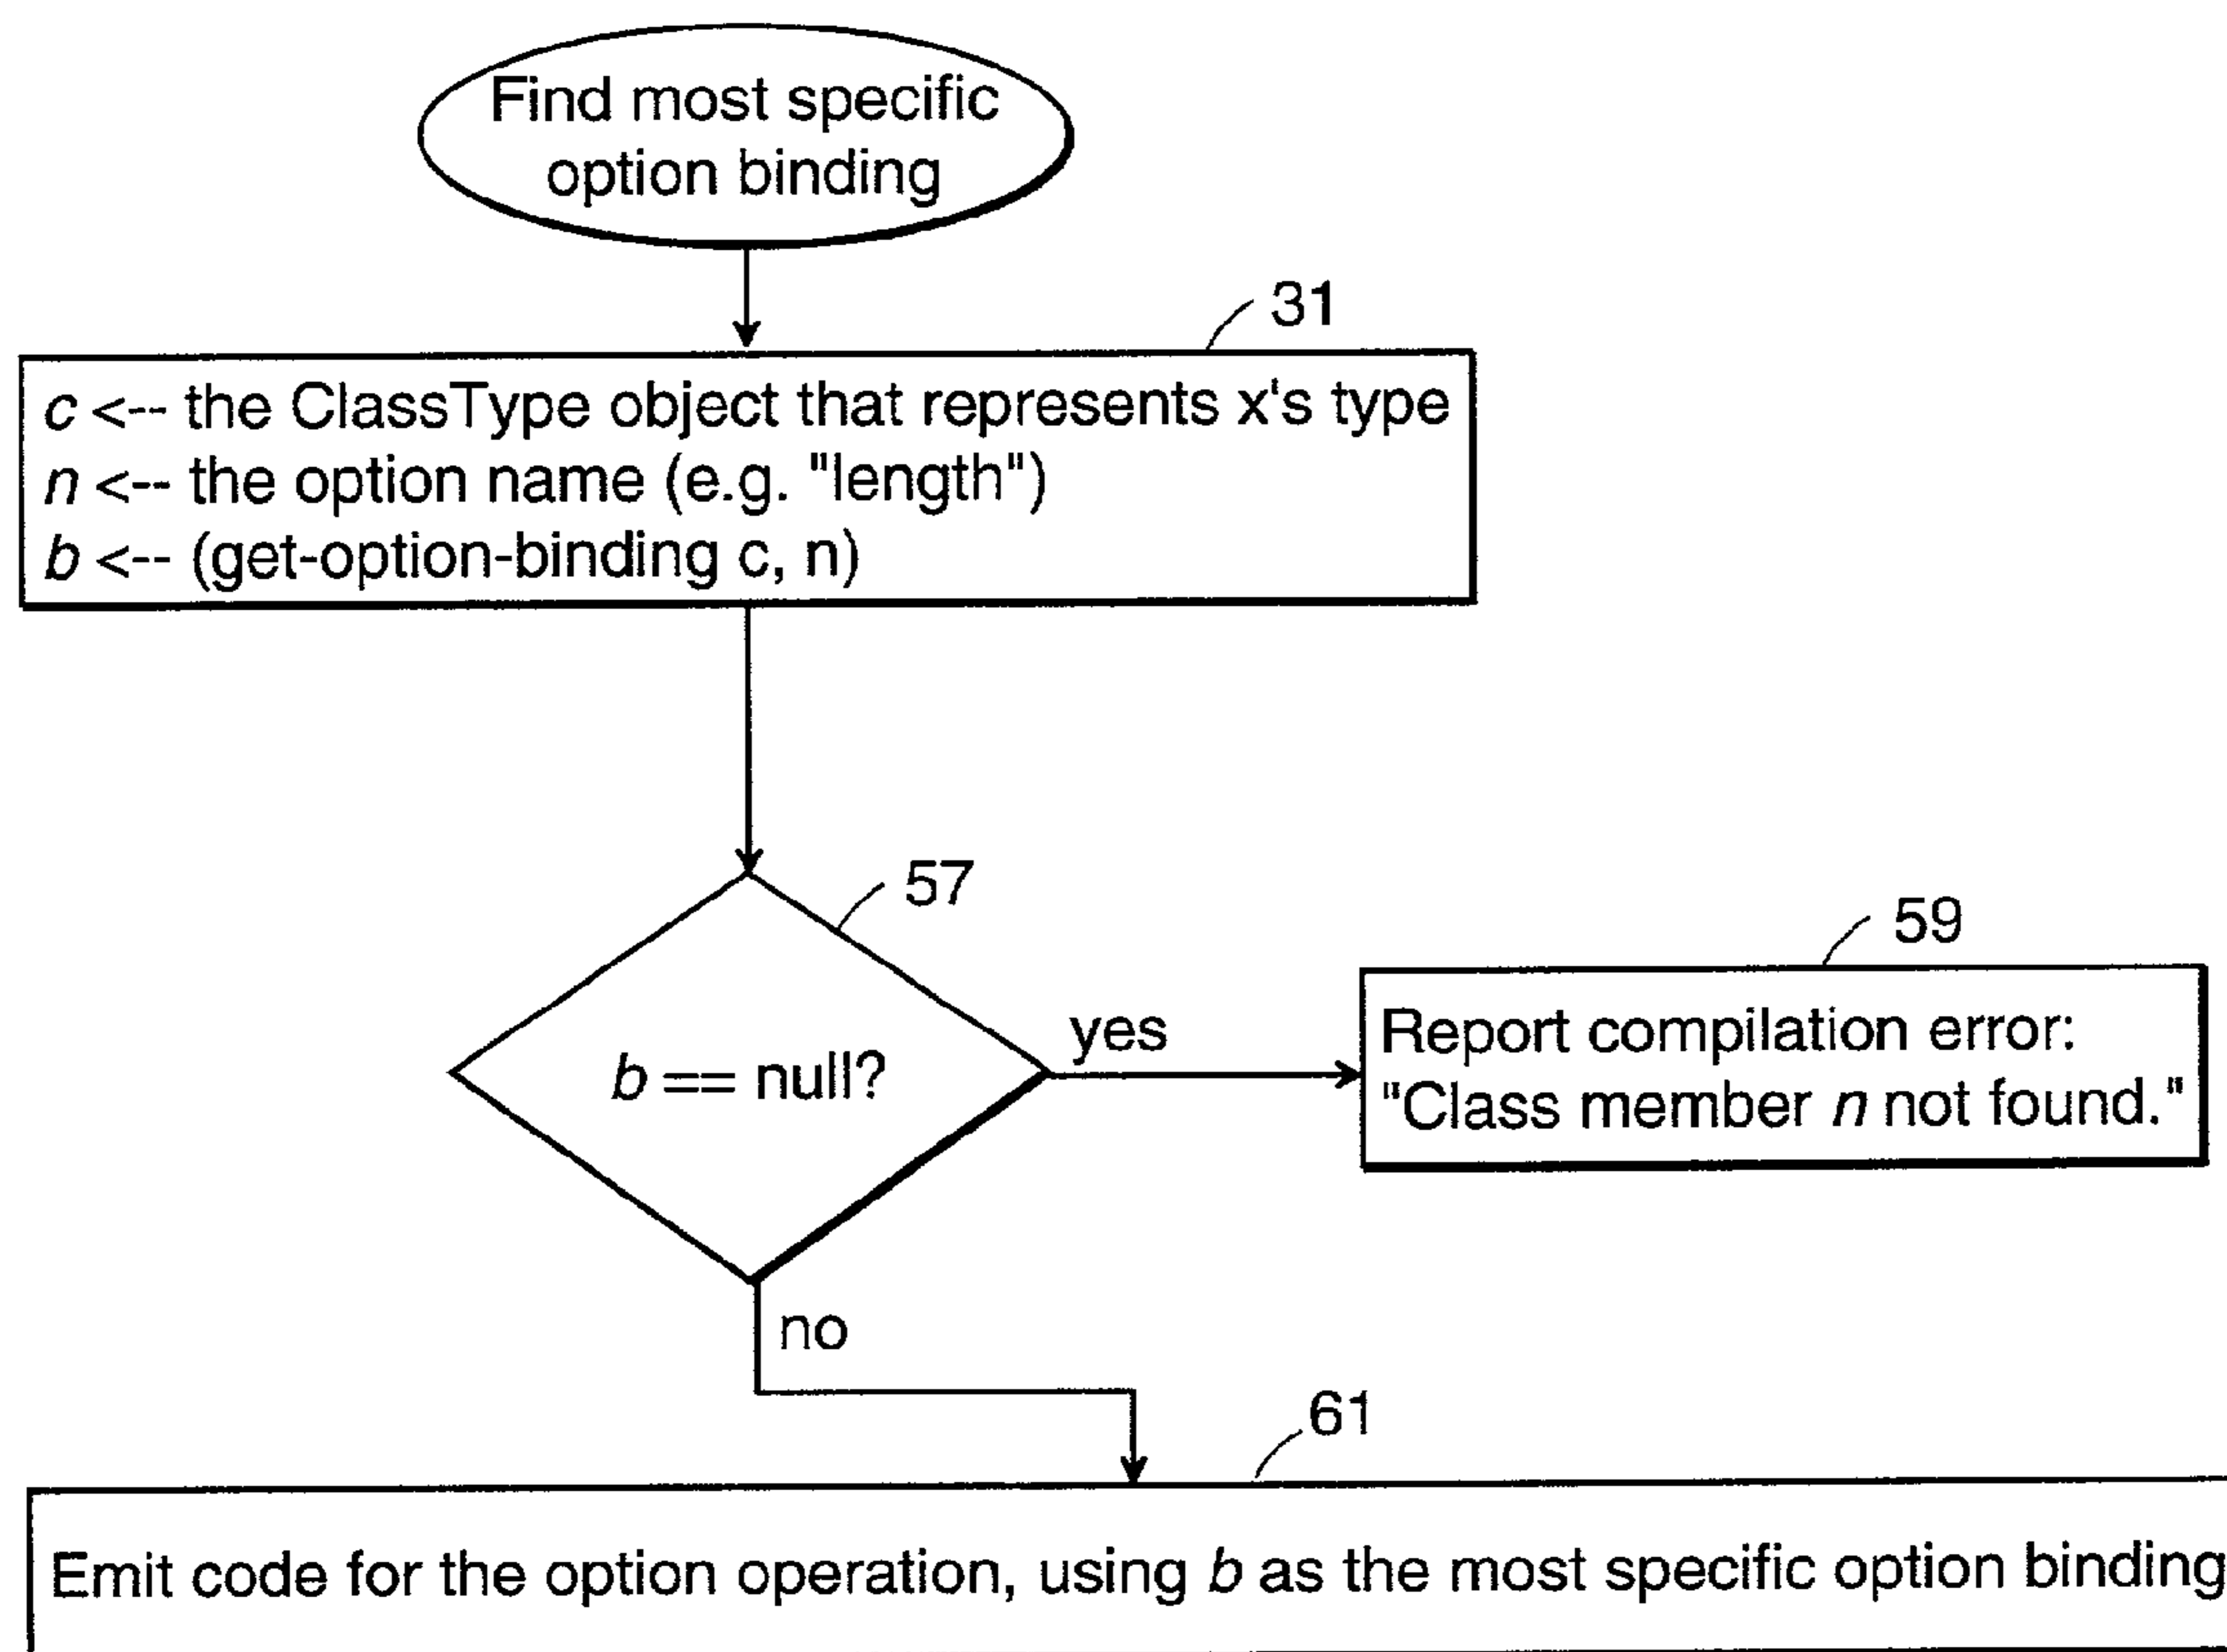 Find most specific
option binding
31
c <-- the ClassType object that represents x's type
n <-- the option name (e.g. "length")
b <-- (get-option-binding c, n)
57
59
b == null?
yes
Report compilation error:
"Class member n not found."
no
61
Emit code for the option operation, using b as the most specific option binding